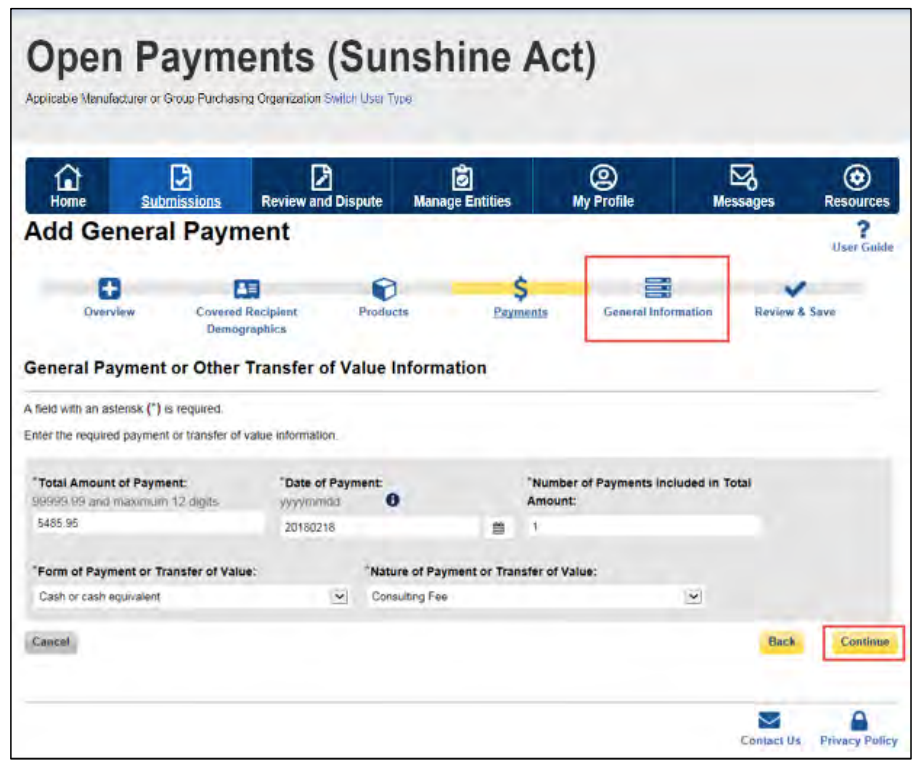 Open Payments (Sunshine Act)
Applicable Manufacturer or Group Purchasing Organization Switch User Type
Home Submissions Review and Dispute Manage Entities My Profile Messages Resources
Add General Payment
?
User Guide
$
Overview Covered Recipient Products Payments General Information Review & Save
Demographics
General Payment or Other Transfer of Value Information
A field with an asterisk (*) is required.
Enter the required payment or transfer of value information.
*Total Amount of Payment: *Date of Payment: *Number of Payments Included in Total
99999.99 and maximum 12 digits yyyymmdd Amount:
5485.95 20180218 1
*Form of Payment or Transfer of Value: *Nature of Payment or Transfer of Value:
Cash or cash equivalent Consulting Fee
Cancel Back Continue
Contact Us Privacy Policy